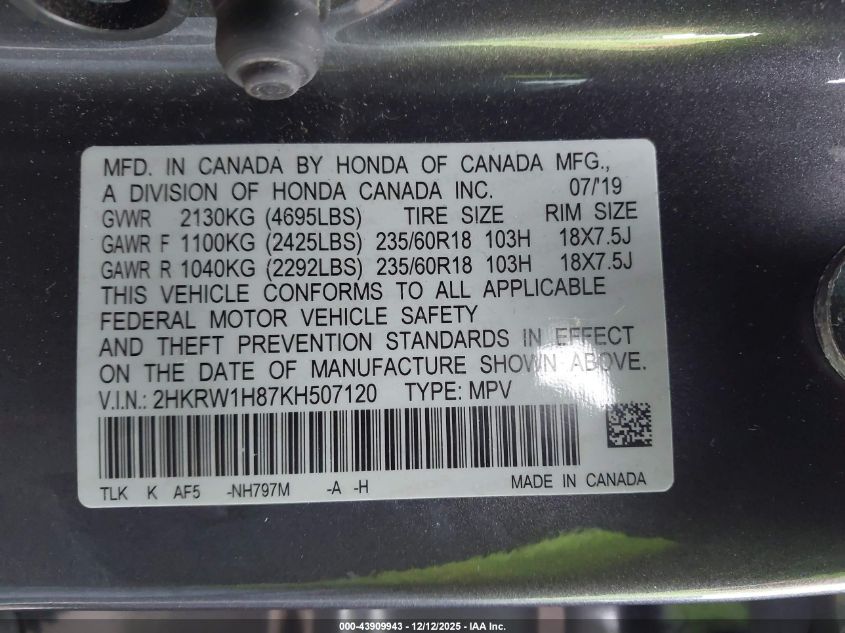 MFD. IN CANADA BY HONDA OF CANADA MFG.,
A DIVISION OF HONDA CANADA INC. 07/'19
GVWR 2130KG (4695LBS) TIRE SIZE RIM SIZE
GAWR F 1100KG (2425LBS) 235/60R18 103H 18X7.5J
GAWR R 1040KG (2292LBS) 235/60R18 103H 18X7.5J
THIS VEHICLE CONFORMS TO ALL APPLICABLE
FEDERAL MOTOR VEHICLE SAFETY
AND THEFT PREVENTION STANDARDS IN EFFECT
ON THE DATE OF MANUFACTURE SHOWN ABOVE.
V.I.N.: 2HKRW1H87KH507120 TYPE: MPV
TLK K AF5 -NH797M -A -H MADE IN CANADA
000-43909943 - 12/12/2025 - IAA Inc.